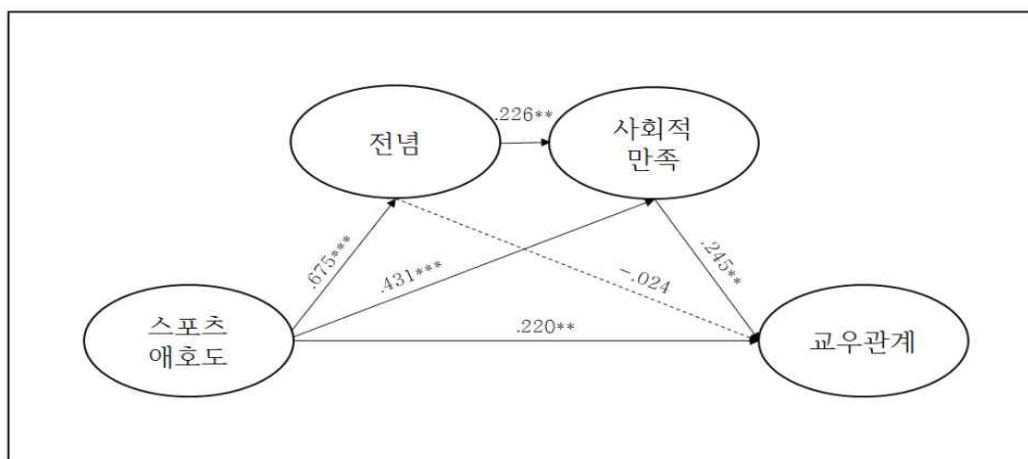 .226**
전념
사회적
만족
.675***
.431***
-.024
.245**
스포츠
애호도
.220**
교우관계